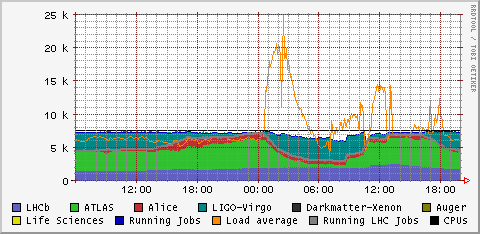 25 k
20 k
15 k
10 k
5 k
0
12:00 18:00 00:00 06:00 12:00 18:00
RRDTOOL / TOBI OETIKER
LHCb ATLAS Alice LIGO-Virgo Darkmatter-Xenon Auger
Life Sciences Running Jobs Load average Running LHC Jobs CPUs